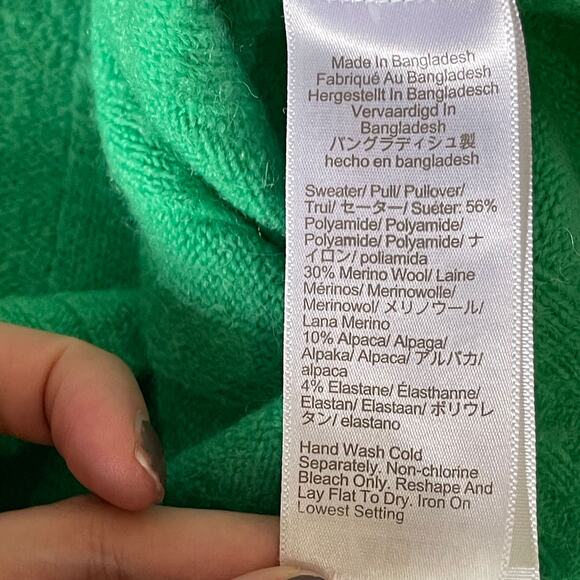 Made In Bangladesh
Fabriqué Au Bangladesh
Hergestellt In Bangladesch
Vervaardigd In
Bangladesh
バングラディシュ製
hecho en bangladesh
Sweater/ Pull/ Pullover/
Trui/ セーター/ Suéter: 56%
Polyamide/ Polyamide/
Polyamide/ Polyamide/ ナ
イロン/ poliamida
30% Merino Wool/ Laine
Mérinos/ Merinowolle/
Merinowol/ メリノウール/
Lana Merino
10% Alpaca/ Alpaga/
Alpaka/ Alpaca/ アルパカ/
alpaca
4% Elastane/ Élasthanne/
Elastan/ Elastaan/ ポリウレ
タン/ elastano
Hand Wash Cold
Separately. Non-chlorine
Bleach Only. Reshape And
Lay Flat To Dry. Iron On
Lowest Setting